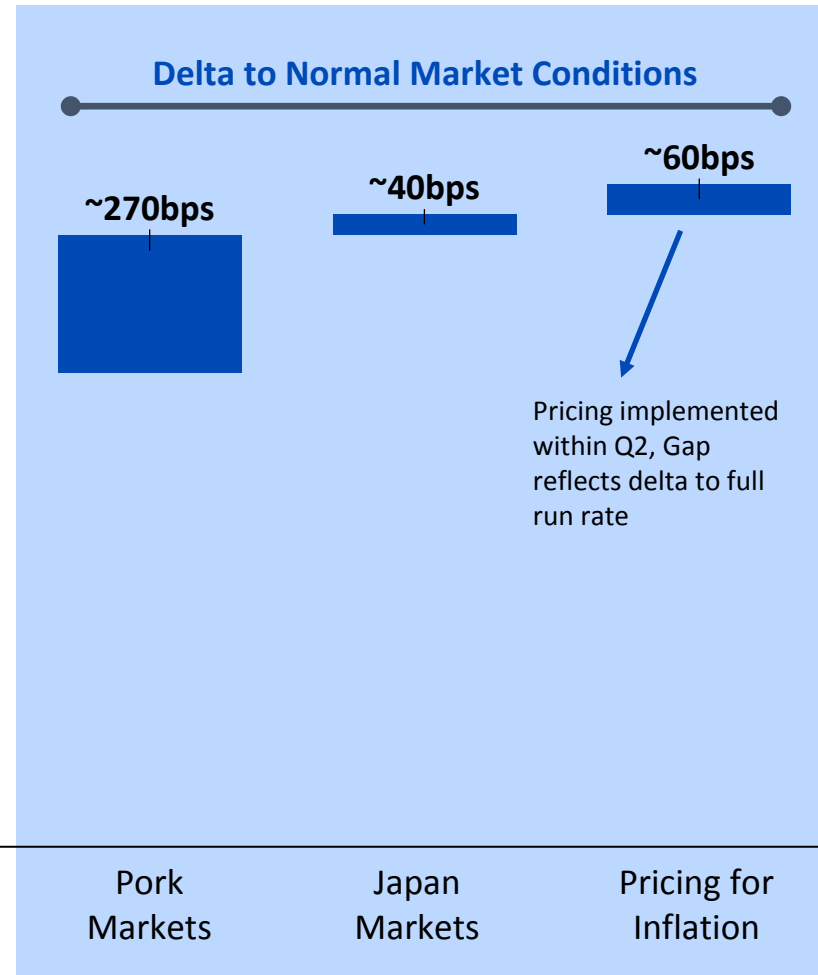 Delta to Normal Market Conditions
~270bps
~40bps
~60bps
Pricing implemented
within Q2, Gap
reflects delta to full
run rate
Pork
Markets
Japan
Markets
Pricing for
Inflation